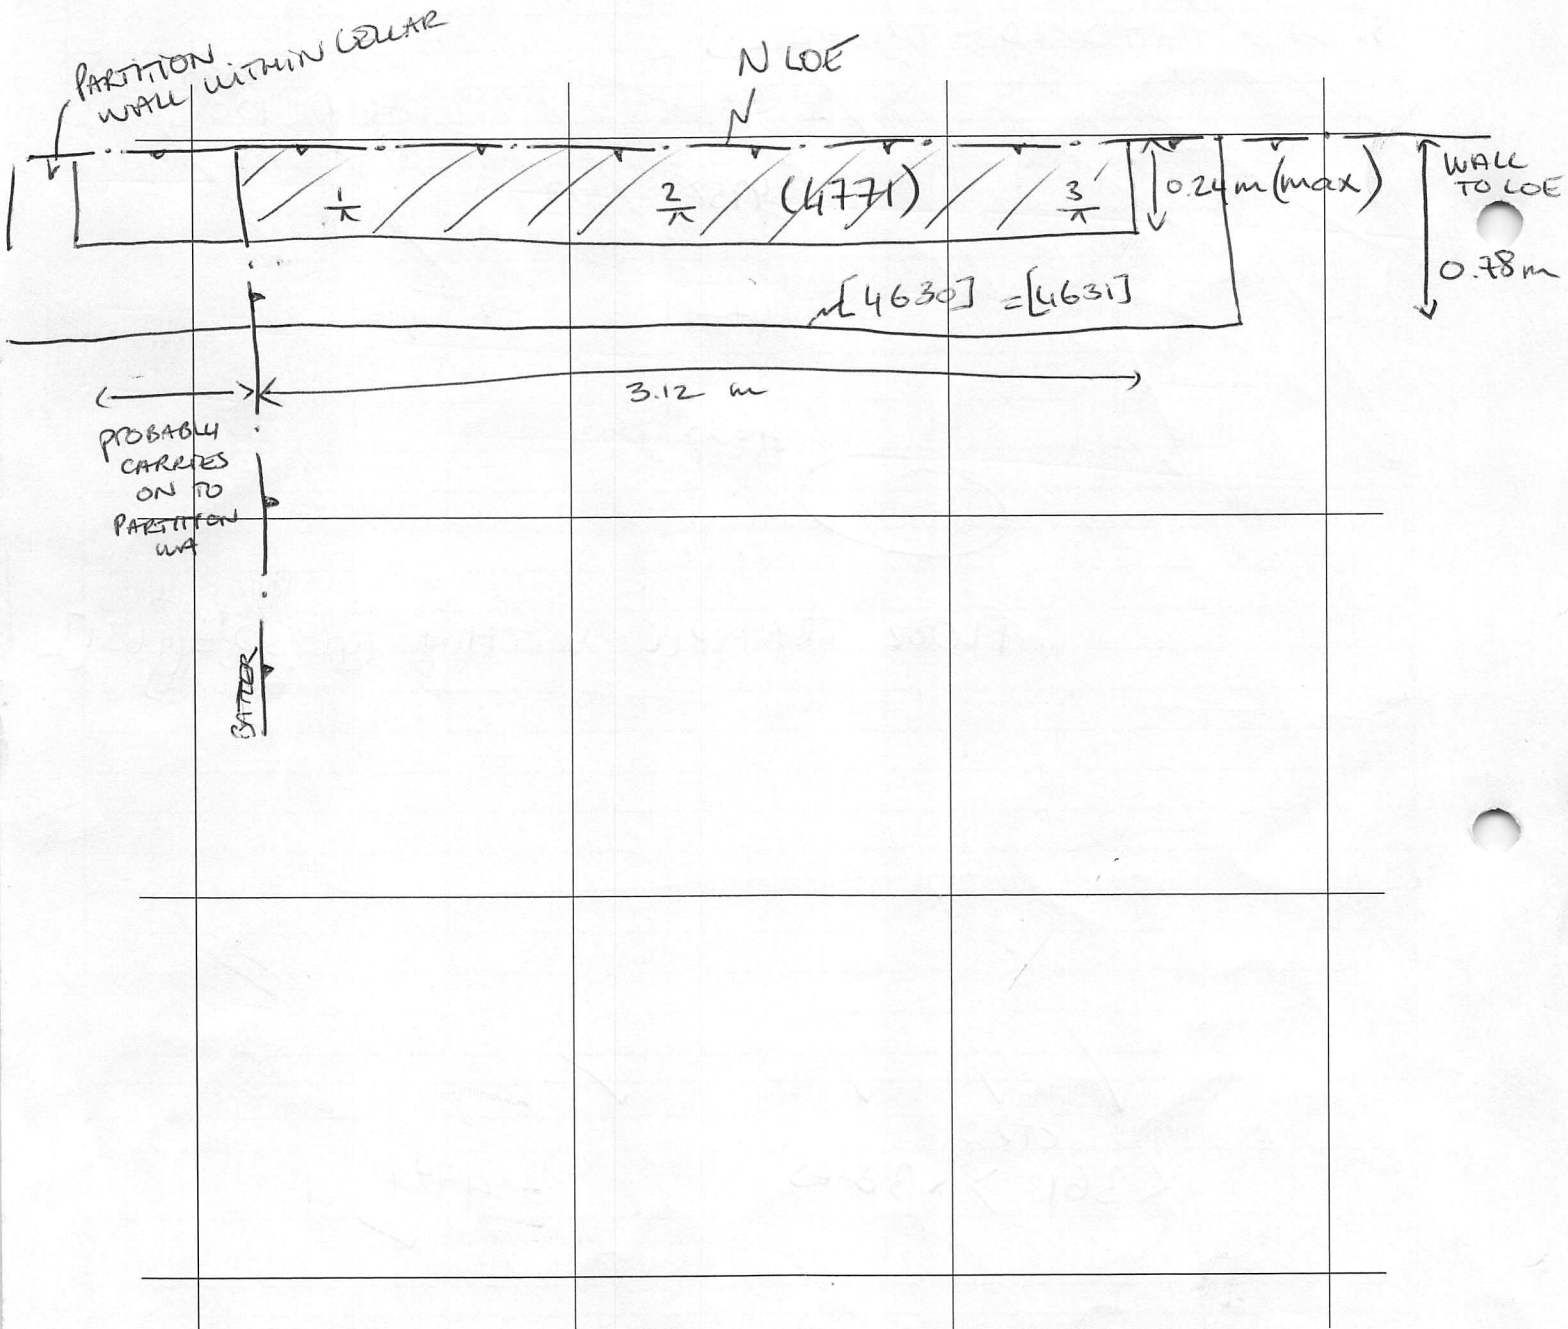 PARTITION
WALL WITHIN CELLAR
N LOE
1 2 (4771) 3
0.24m (max)
WALL
TO LOE
0.78m
[4630] = [4631]
3.12 m
PROBABLY
CARRIES
ON TO
PARTITION
WA
BATTER